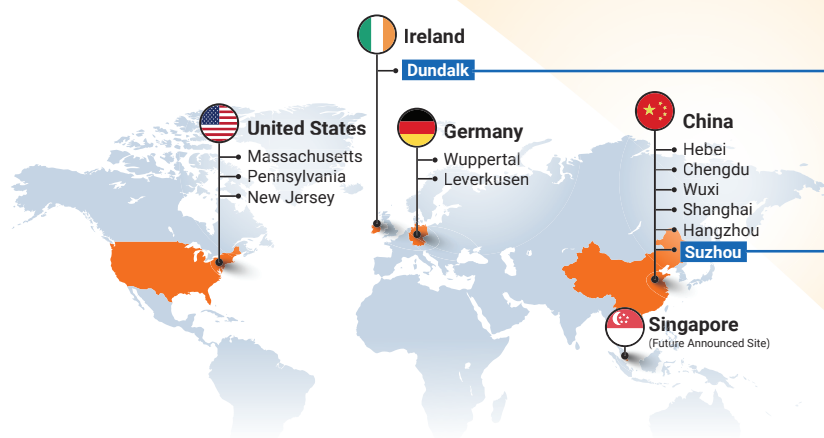 Ireland
Dundalk
United States
Massachusetts
Pennsylvania
New Jersey
Germany
Wuppertal
Leverkusen
China
Hebei
Chengdu
Wuxi
Shanghai
Hangzhou
Suzhou
Singapore
(Future Announced Site)